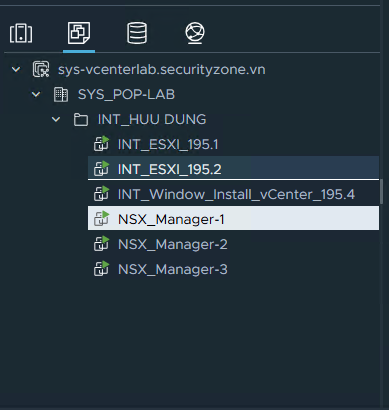 sys-vcenterlab.securityzone.vn
SYS_POP-LAB
INT_HUU DUNG
INT_ESXI_195.1
INT_ESXI_195.2
INT_Window_Install_vCenter_195.4
NSX_Manager-1
NSX_Manager-2
NSX_Manager-3